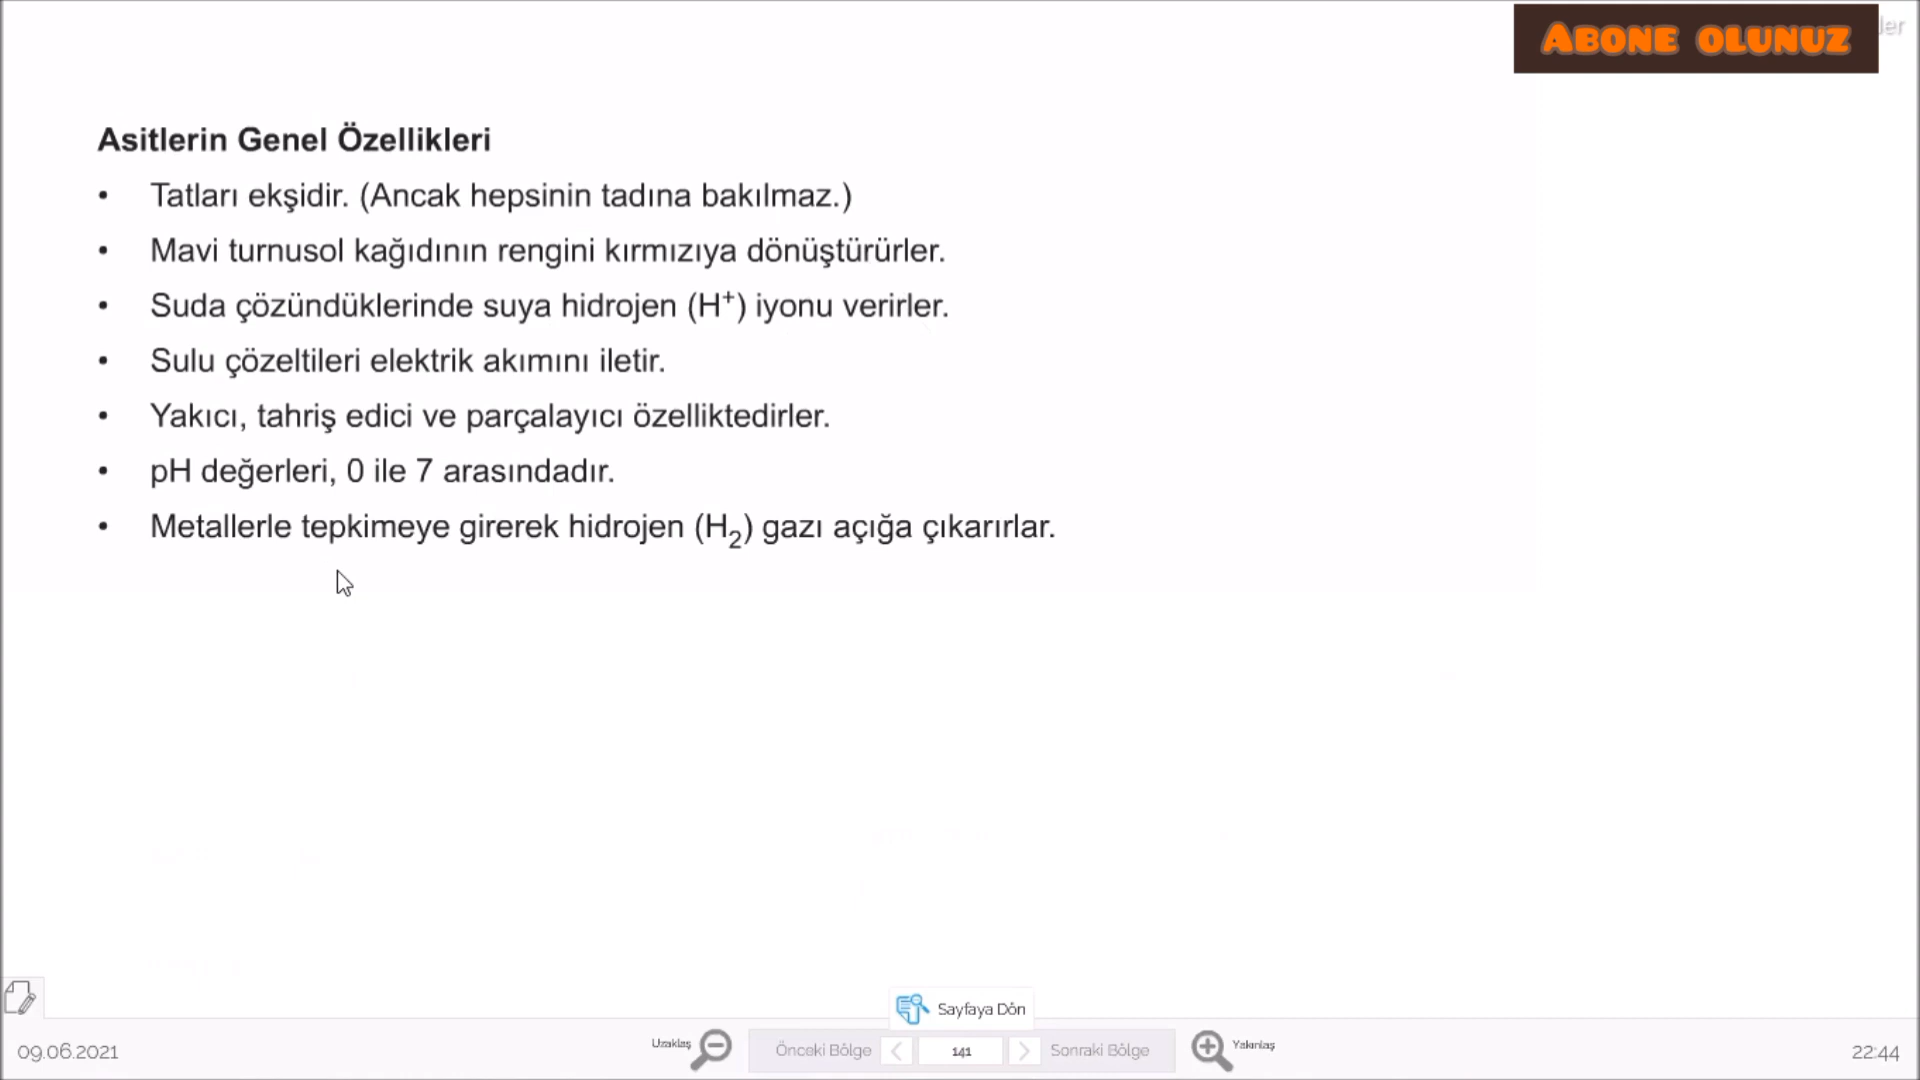 ABONE OLUNUZ
Asitlerin Genel Özellikleri
• Tatları ekşidir. (Ancak hepsinin tadına bakılmaz.)
• Mavi turnusol kağıdının rengini kırmızıya dönüştürürler.
• Suda çözündüklerinde suya hidrojen (H⁺) iyonu verirler.
• Sulu çözeltileri elektrik akımını iletir.
• Yakıcı, tahriş edici ve parçalayıcı özelliktedirler.
• pH değerleri, 0 ile 7 arasındadır.
• Metallerle tepkimeye girerek hidrojen (H₂) gazı açığa çıkarırlar.
Sayfaya Dön
09.06.2021 Uzaklaş Önceki Bölge 141 Sonraki Bölge Yakınlaş 22:44